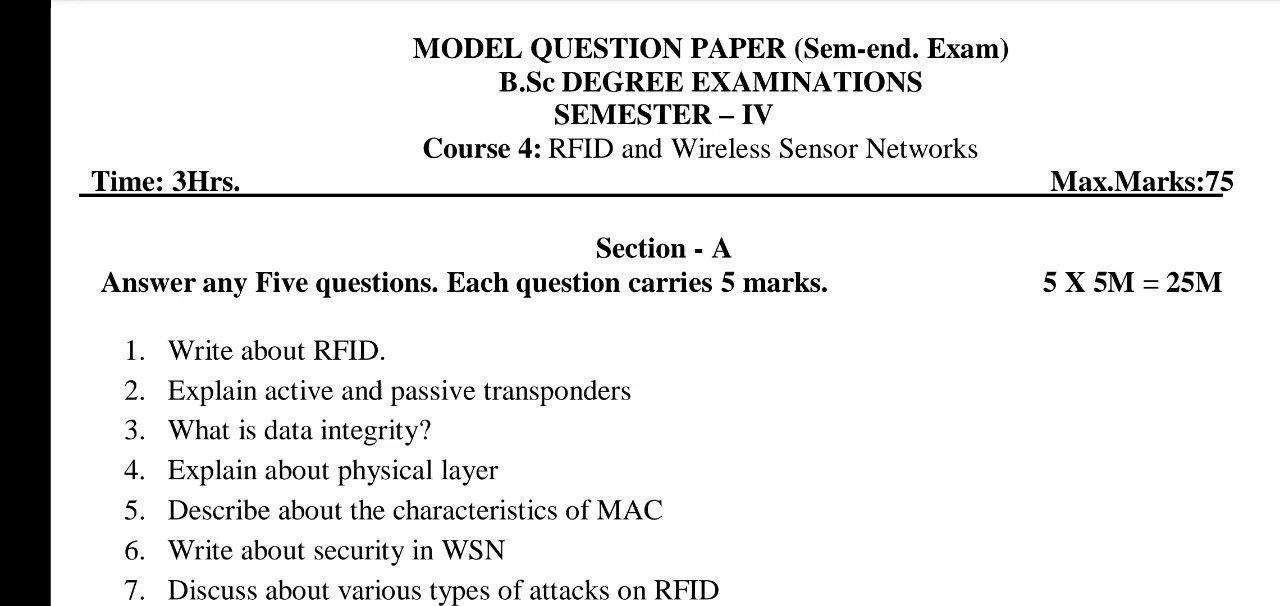 MODEL QUESTION PAPER (Sem-end. Exam)
B.Sc DEGREE EXAMINATIONS
SEMESTER – IV
Course 4: RFID and Wireless Sensor Networks
Time: 3Hrs. Max.Marks:75
Section - A
Answer any Five questions. Each question carries 5 marks. 5 X 5M = 25M
1. Write about RFID.
2. Explain active and passive transponders
3. What is data integrity?
4. Explain about physical layer
5. Describe about the characteristics of MAC
6. Write about security in WSN
7. Discuss about various types of attacks on RFID